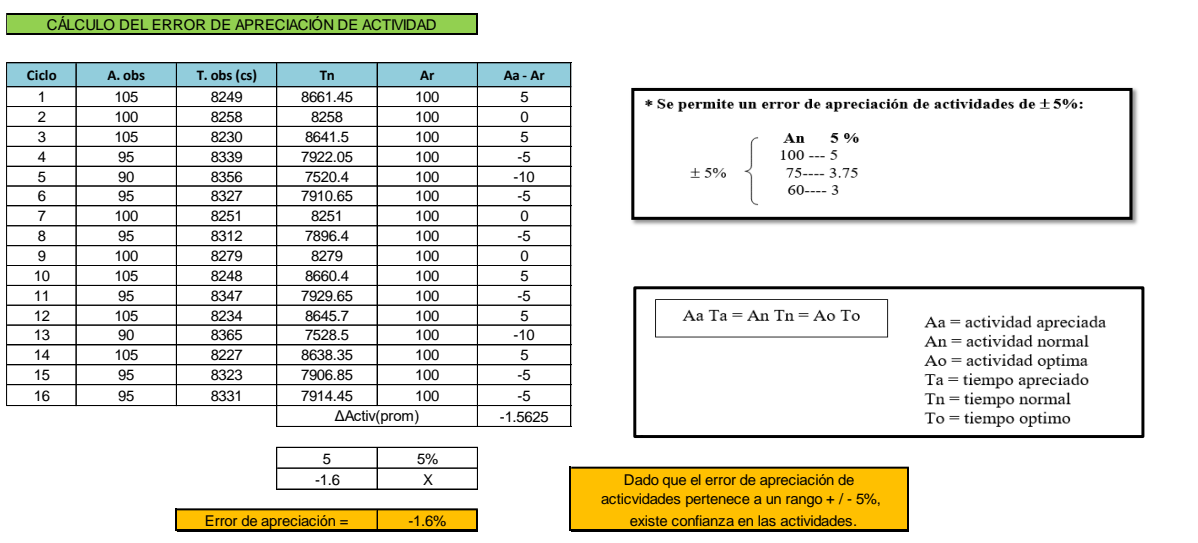 CÁLCULO DEL ERROR DE APRECIACIÓN DE ACTIVIDAD
Ciclo A. obs T. obs (cs) Tn Ar Aa - Ar
1 105 8249 8661.45 100 5
2 100 8258 8258 100 0
3 105 8230 8641.5 100 5
4 95 8339 7922.05 100 -5
5 90 8356 7520.4 100 -10
6 95 8327 7910.65 100 -5
7 100 8251 8251 100 0
8 95 8312 7896.4 100 -5
9 100 8279 8279 100 0
10 105 8248 8660.4 100 5
11 95 8347 7929.65 100 -5
12 105 8234 8645.7 100 5
13 90 8365 7528.5 100 -10
14 105 8227 8638.35 100 5
15 95 8323 7906.85 100 -5
16 95 8331 7914.45 100 -5
ΔActiv(prom) -1.5625
5 5%
-1.6 X
Error de apreciación = -1.6%
* Se permite un error de apreciación de actividades de ± 5%:
An 5 %
100 --- 5
± 5% 75---- 3.75
60---- 3
Aa Ta = An Tn = Ao To
Aa = actividad apreciada
An = actividad normal
Ao = actividad optima
Ta = tiempo apreciado
Tn = tiempo normal
To = tiempo optimo
Dado que el error de apreciación de
acticvidades pertenece a un rango + / - 5%,
existe confianza en las actividades.